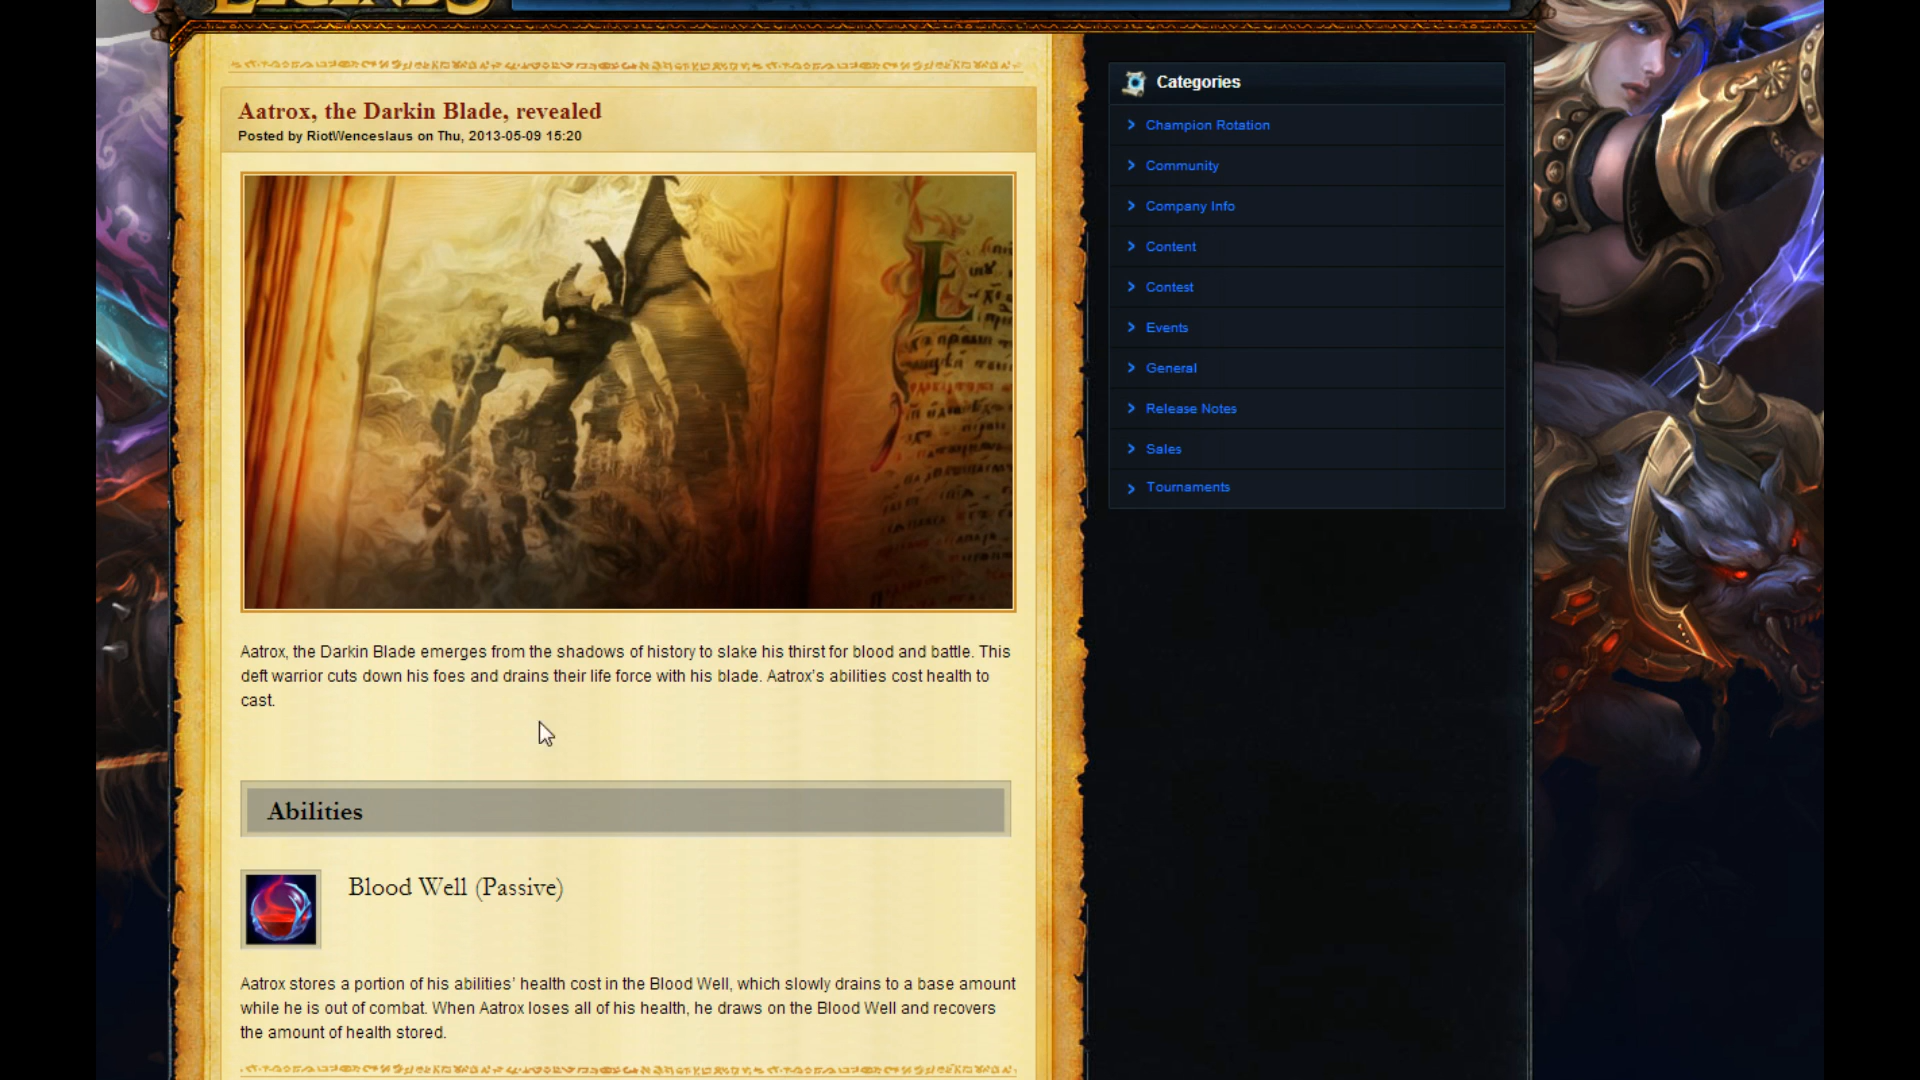 LEGENDS
Aatrox, the Darkin Blade, revealed
Posted by RiotWenceslaus on Thu, 2013-05-09 15:20
Aatrox, the Darkin Blade emerges from the shadows of history to slake his thirst for blood and battle. This
deft warrior cuts down his foes and drains their life force with his blade. Aatrox's abilities cost health to
cast.
Abilities
Blood Well (Passive)
Aatrox stores a portion of his abilities' health cost in the Blood Well, which slowly drains to a base amount
while he is out of combat. When Aatrox loses all of his health, he draws on the Blood Well and recovers
the amount of health stored.
Categories
Champion Rotation
Community
Company Info
Content
Contest
Events
General
Release Notes
Sales
Tournaments